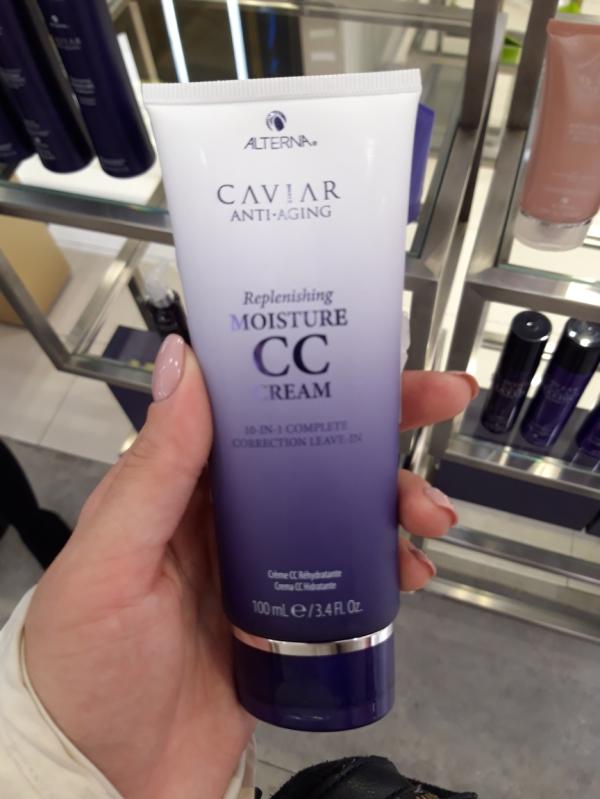 ALTERNA®
CAVIAR
ANTI-AGING
Replenishing
MOISTURE
CC
CREAM
10-IN-1 COMPLETE
CORRECTION LEAVE-IN
Crème CC Réhydratante
Crema CC Hidratante
100 mL ℮ / 3.4 Fl. Oz.
CAVIAR